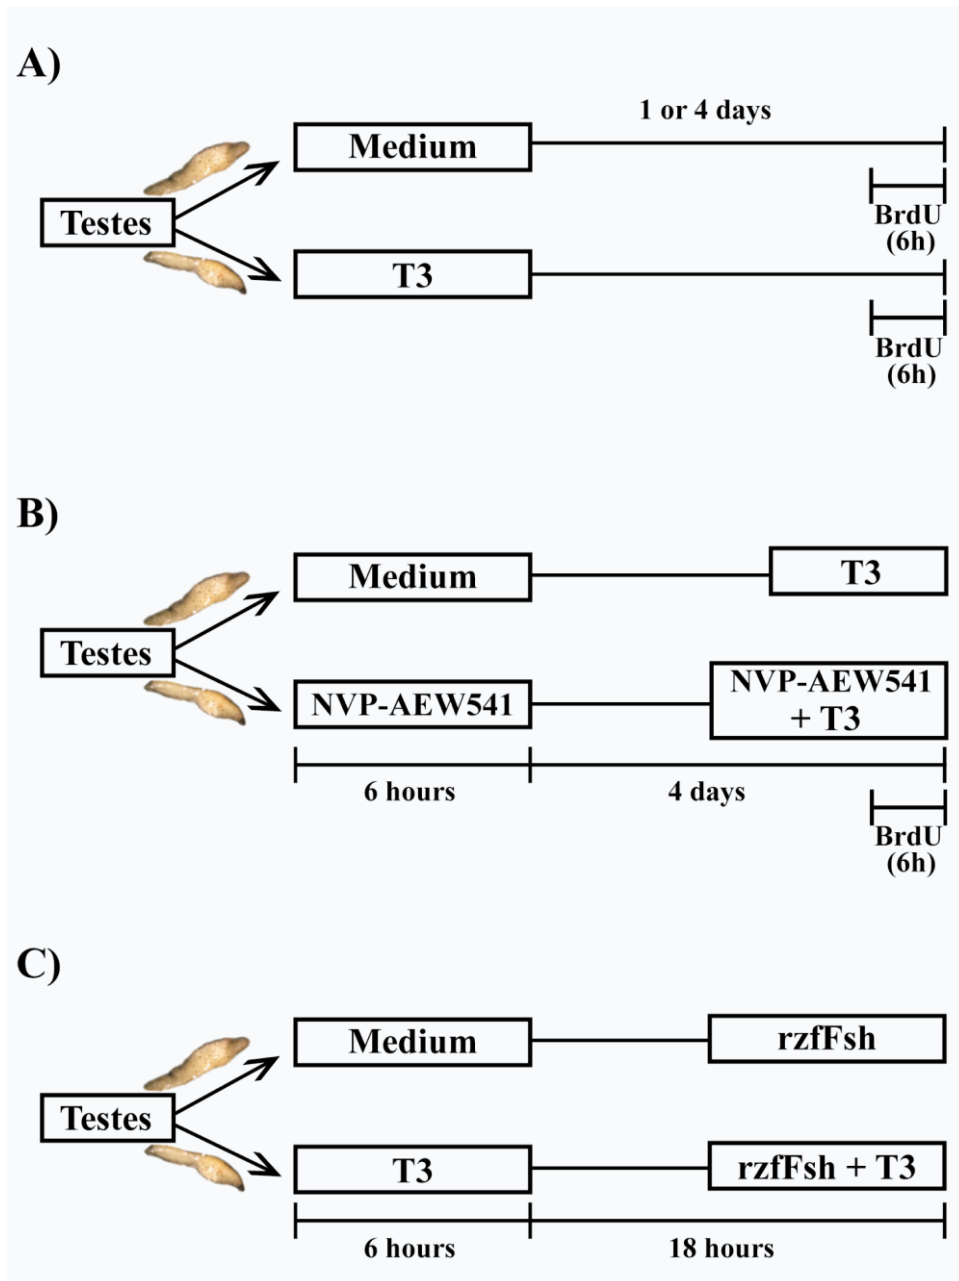 A)
1 or 4 days
Medium
BrdU
(6h)
Testes
T3
BrdU
(6h)
B)
Medium
T3
Testes
NVP-AEW541
NVP-AEW541
+ T3
6 hours
4 days
BrdU
(6h)
C)
Medium
rzfFsh
Testes
T3
rzfFsh + T3
6 hours
18 hours